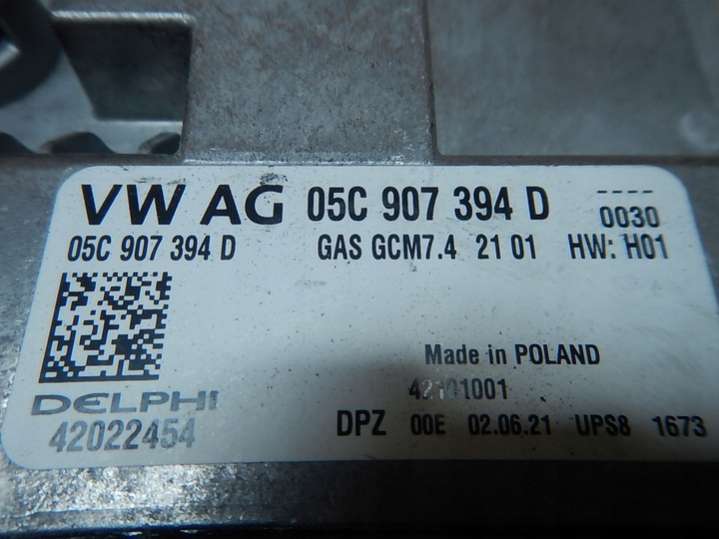 VW AG 05C 907 394 D
----
0030
05C 907 394 D GAS GCM7.4 21 01 HW: H01
Made in POLAND
DELPHI
42022454
DPZ 00E 02.06.21 UPS8 1673